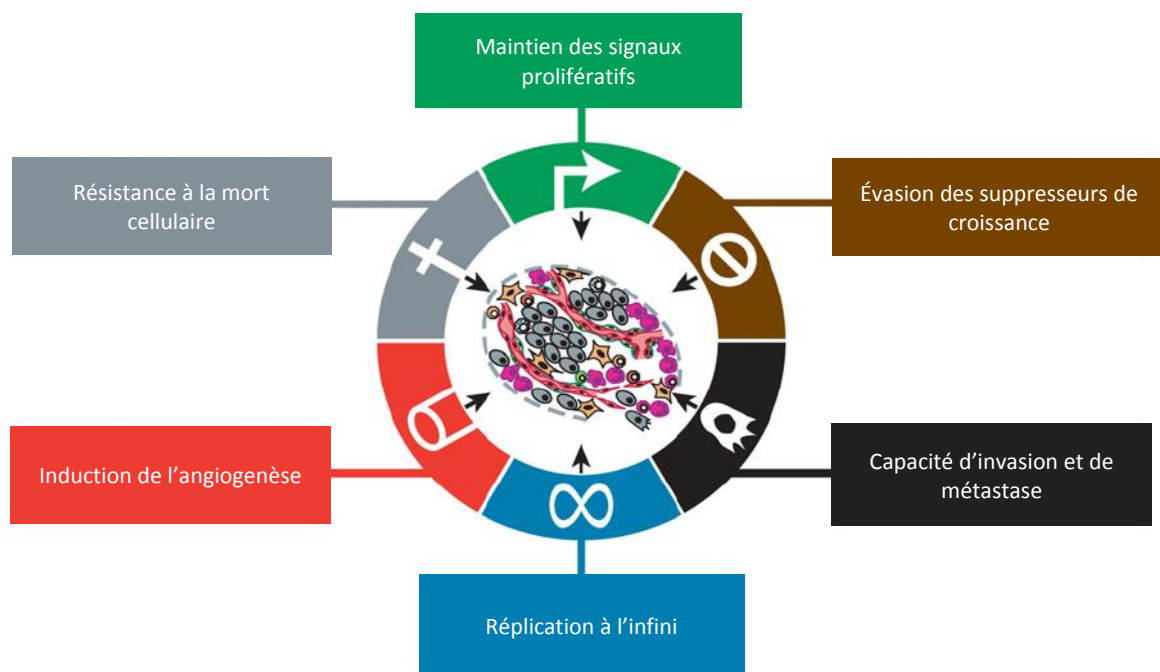 Maintien des signaux
prolifératifs
Résistance à la mort
cellulaire
Évasion des suppresseurs de
croissance
Induction de l’angiogenèse
Capacité d’invasion et de
métastase
Réplication à l’infini